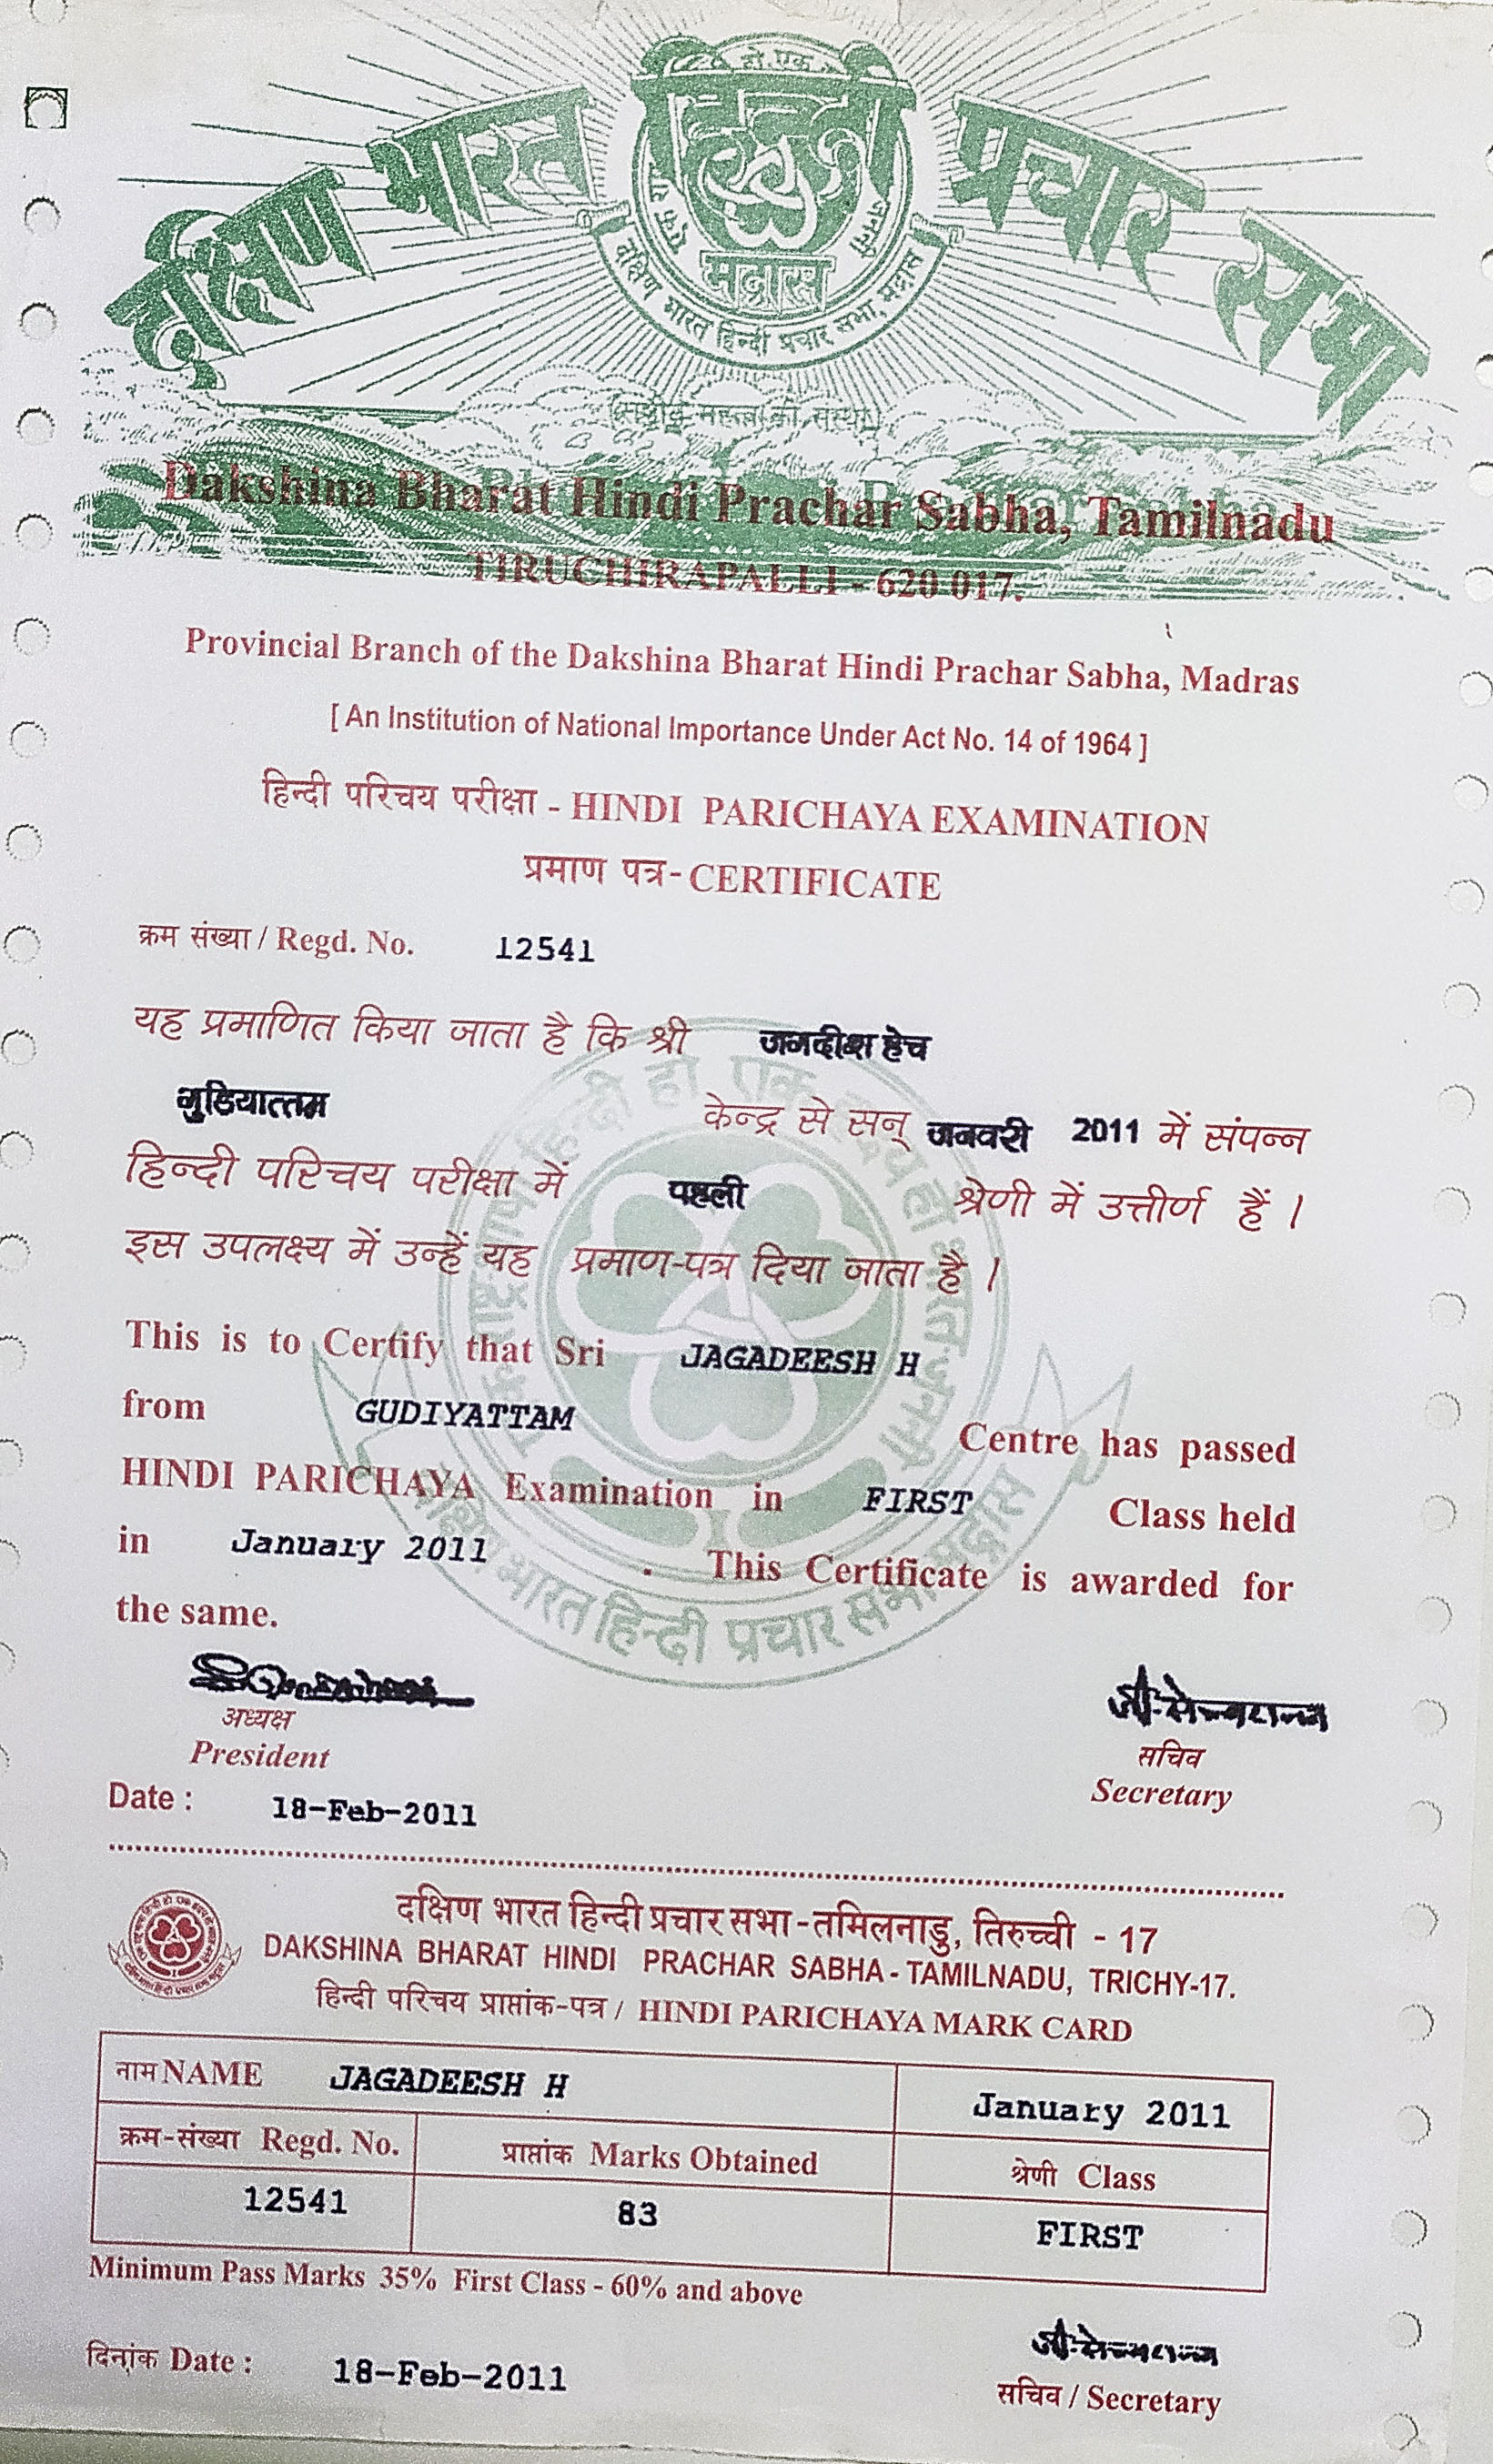 दक्षिण भारत हिन्दी प्रचार सभा
मद्रास
दक्षिण भारत हिन्दी प्रचार सभा, मद्रास
Dakshina Bharat Hindi Prachar Sabha, Tamilnadu
TIRUCHIRAPALLI - 620 017.
Provincial Branch of the Dakshina Bharat Hindi Prachar Sabha, Madras
[ An Institution of National Importance Under Act No. 14 of 1964 ]
हिन्दी परिचय परीक्षा - HINDI PARICHAYA EXAMINATION
प्रमाण पत्र- CERTIFICATE
क्रम संख्या / Regd. No. 12541
यह प्रमाणित किया जाता है कि श्री जगदीश हेच
गुडियात्तम केन्द्र से सन् जनवरी 2011 में संपन्न
हिन्दी परिचय परीक्षा में पहली श्रेणी में उत्तीर्ण हैं ।
इस उपलक्ष्य में उन्हें यह प्रमाण-पत्र दिया जाता है ।
This is to Certify that Sri JAGADEESH H
from GUDIYATTAM Centre has passed
HINDI PARICHAYA Examination in FIRST Class held
in January 2011 . This Certificate is awarded for
the same.
अध्यक्ष
President
सचिव
Secretary
Date : 18-Feb-2011
दक्षिण भारत हिन्दी प्रचार सभा - तमिलनाडु, तिरुच्ची - 17
DAKSHINA BHARAT HINDI PRACHAR SABHA - TAMILNADU, TRICHY-17.
हिन्दी परिचय प्राप्तांक-पत्र / HINDI PARICHAYA MARK CARD
नाम NAME JAGADEESH H January 2011
क्रम-संख्या Regd. No. प्राप्तांक Marks Obtained श्रेणी Class
12541 83 FIRST
Minimum Pass Marks 35% First Class - 60% and above
दिनांक Date : 18-Feb-2011
सचिव / Secretary